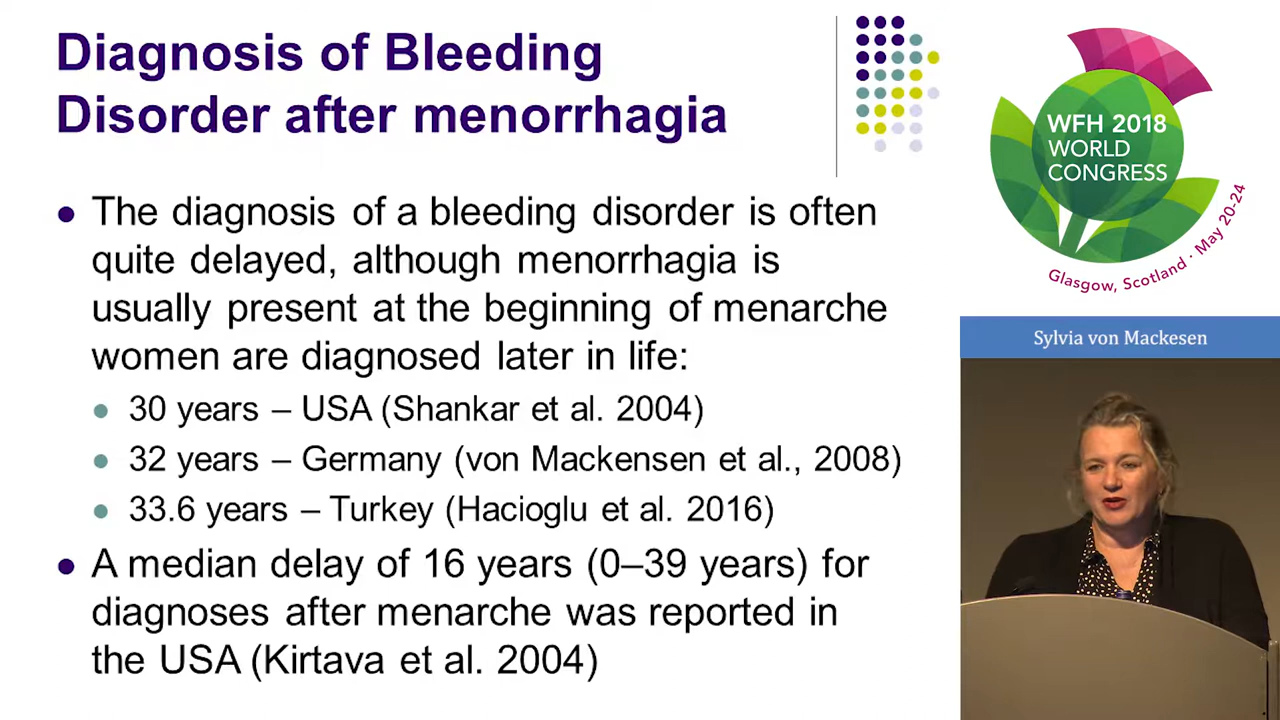 Diagnosis of Bleeding
Disorder after menorrhagia
The diagnosis of a bleeding disorder is often
quite delayed, although menorrhagia is
usually present at the beginning of menarche
women are diagnosed later in life:
30 years – USA (Shankar et al. 2004)
32 years – Germany (von Mackensen et al., 2008)
33.6 years – Turkey (Hacioglu et al. 2016)
A median delay of 16 years (0–39 years) for
diagnoses after menarche was reported in
the USA (Kirtava et al. 2004)
WFH 2018
WORLD
CONGRESS
Glasgow, Scotland · May 20-24
Sylvia von Mackesen